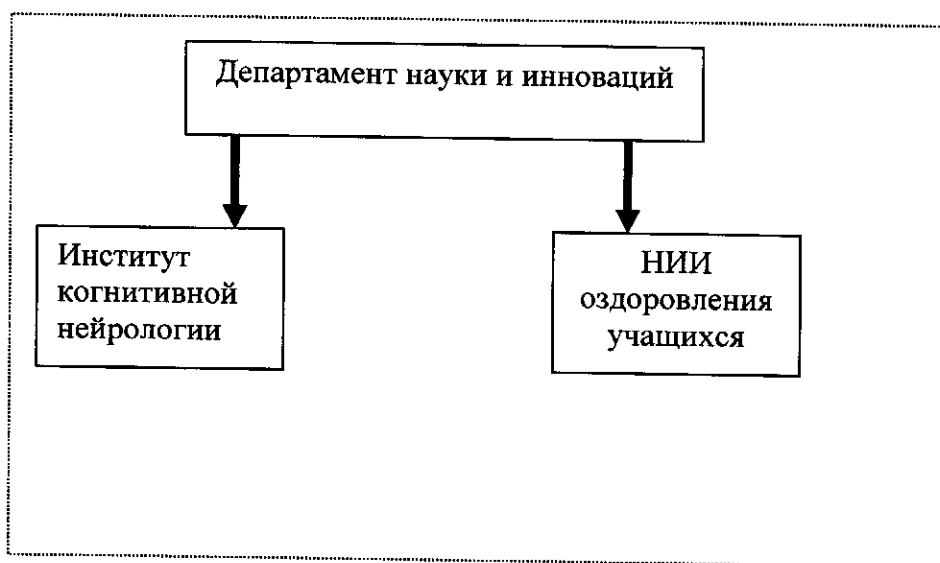 Департамент науки и инноваций
Институт
когнитивной
нейрологии
НИИ
оздоровления
учащихся